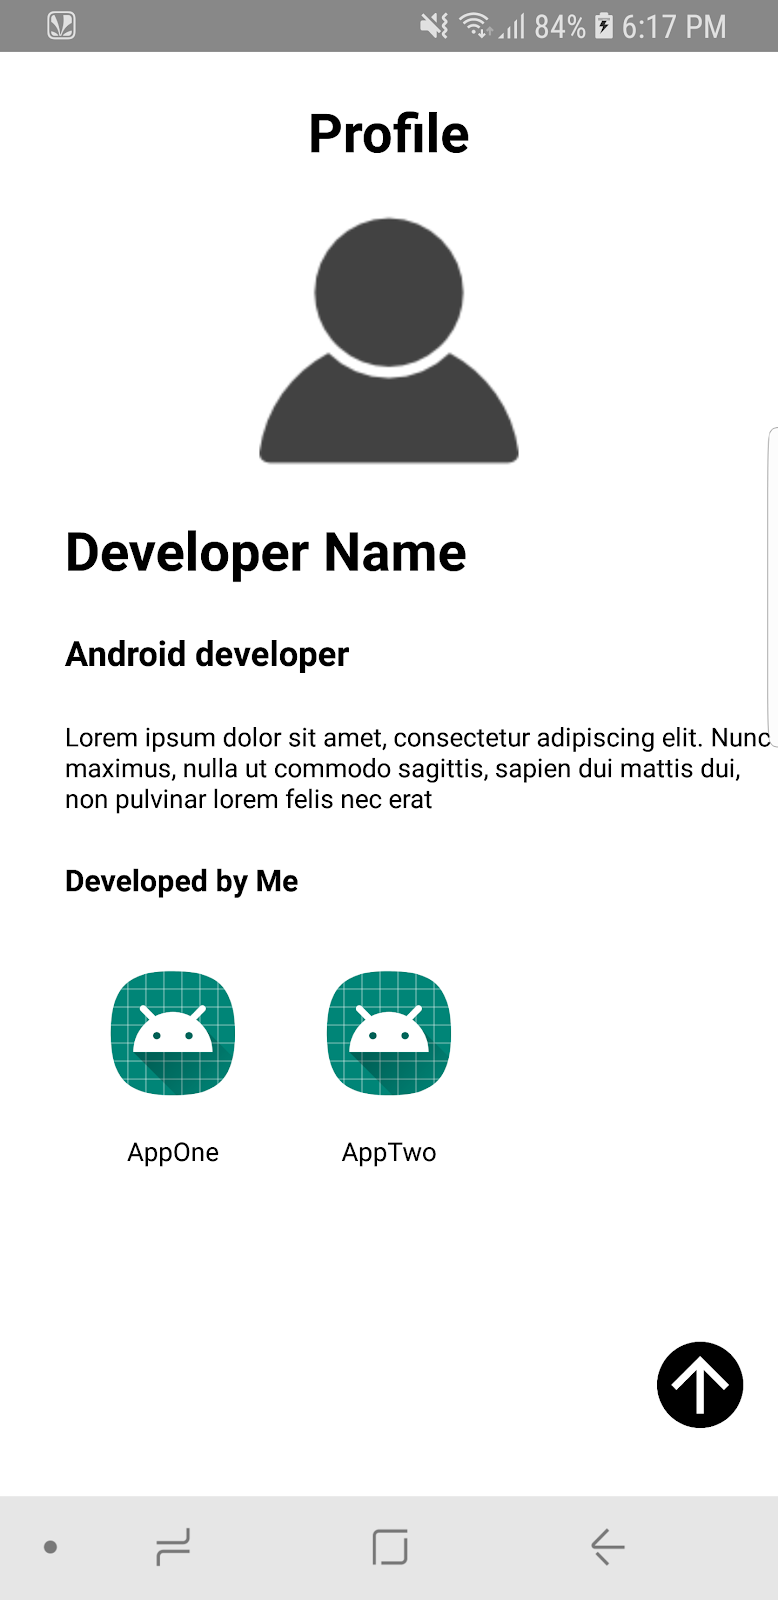 84% 6:17 PM
Profile
Developer Name
Android developer
Lorem ipsum dolor sit amet, consectetur adipiscing elit. Nunc
maximus, nulla ut commodo sagittis, sapien dui mattis dui,
non pulvinar lorem felis nec erat
Developed by Me
AppOne AppTwo